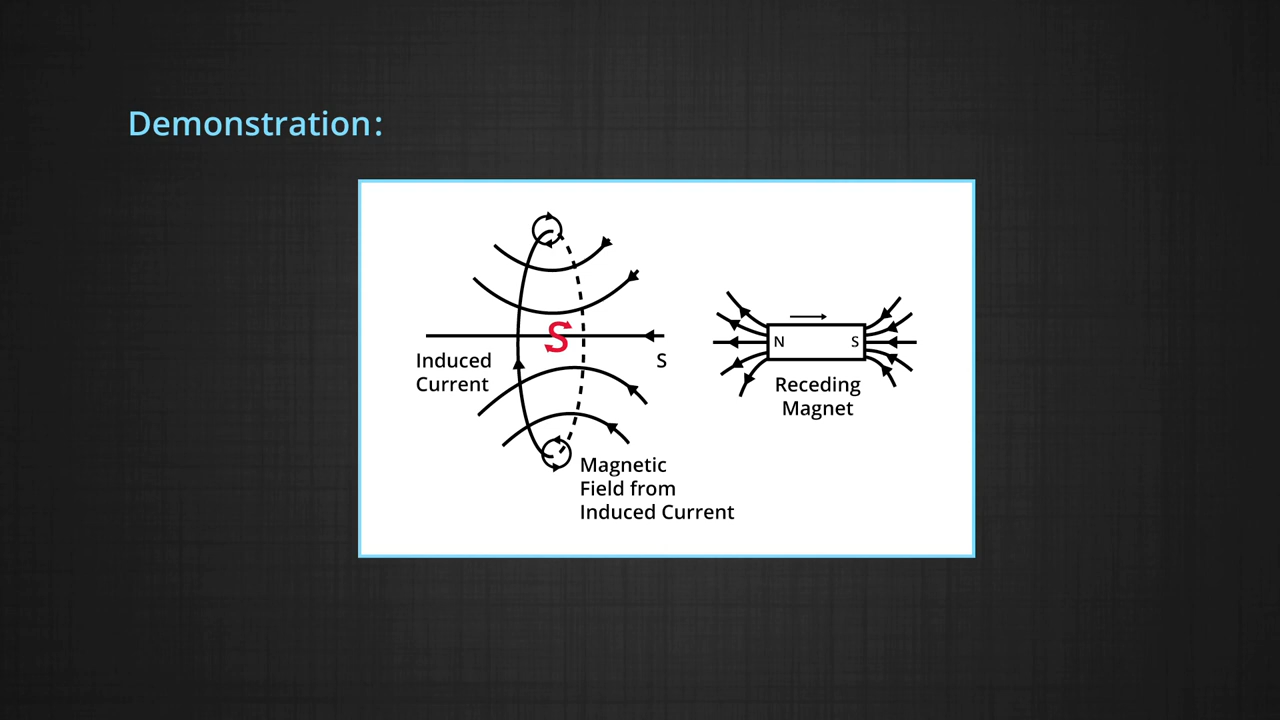 Demonstration:
S
Induced
Current
S
N
S
Receding
Magnet
Magnetic
Field from
Induced Current